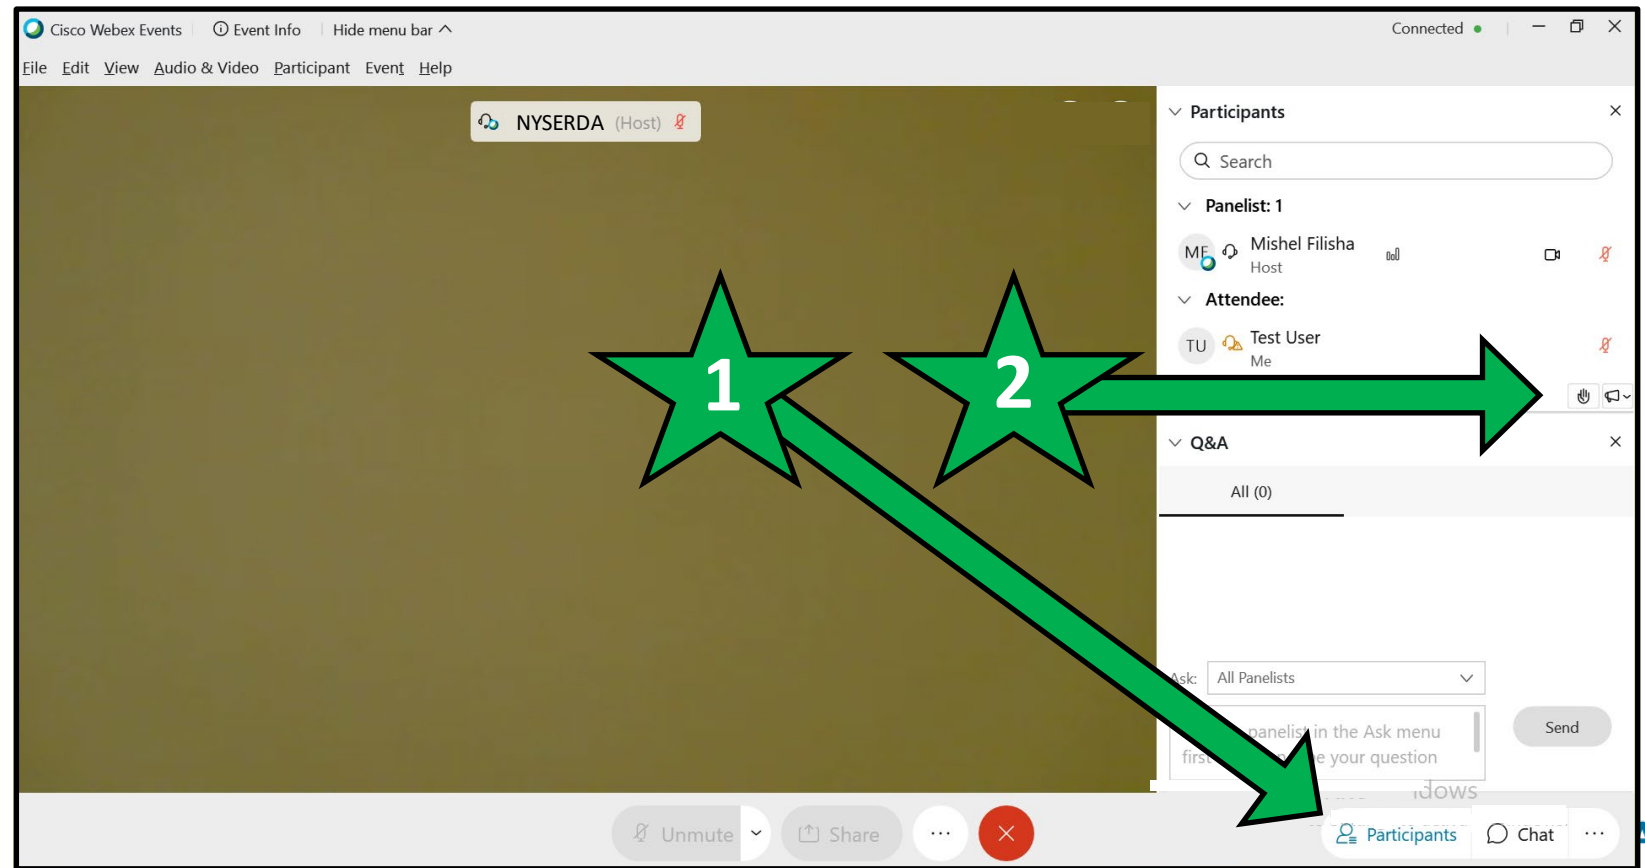 Cisco Webex Events Event Info Hide menu bar
Connected
File Edit View Audio & Video Participant Event Help
NYSERDA (Host)
Participants
Search
Panelist: 1
MF Mishel Filisha
Host
Attendee:
TU Test User
Me
1
2
Q&A
All (0)
Ask: All Panelists
panelist in the Ask menu
first your question
Send
Unmute Share
Participants Chat